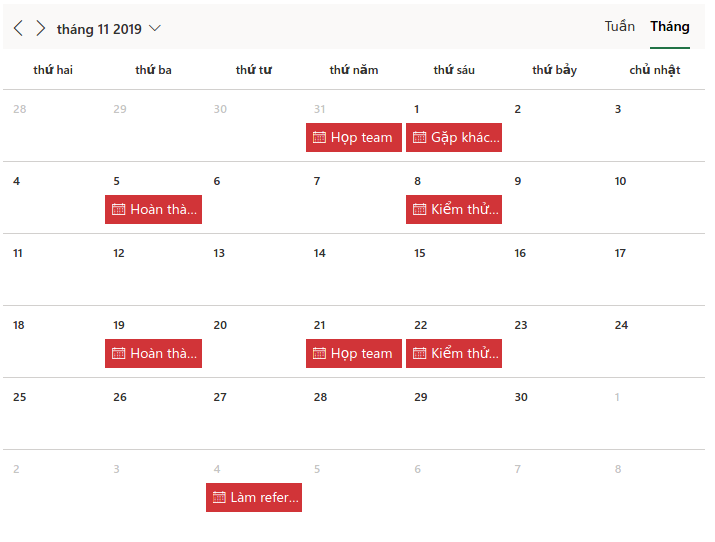 tháng 11 2019
Tuần Tháng
thứ hai thứ ba thứ tư thứ năm thứ sáu thứ bảy chủ nhật
28 29 30 31 1 2 3
Họp team Gặp khác...
4 5 6 7 8 9 10
Hoàn thà... Kiểm thử...
11 12 13 14 15 16 17
18 19 20 21 22 23 24
Hoàn thà... Họp team Kiểm thử...
25 26 27 28 29 30 1
2 3 4 5 6 7 8
Làm refer...